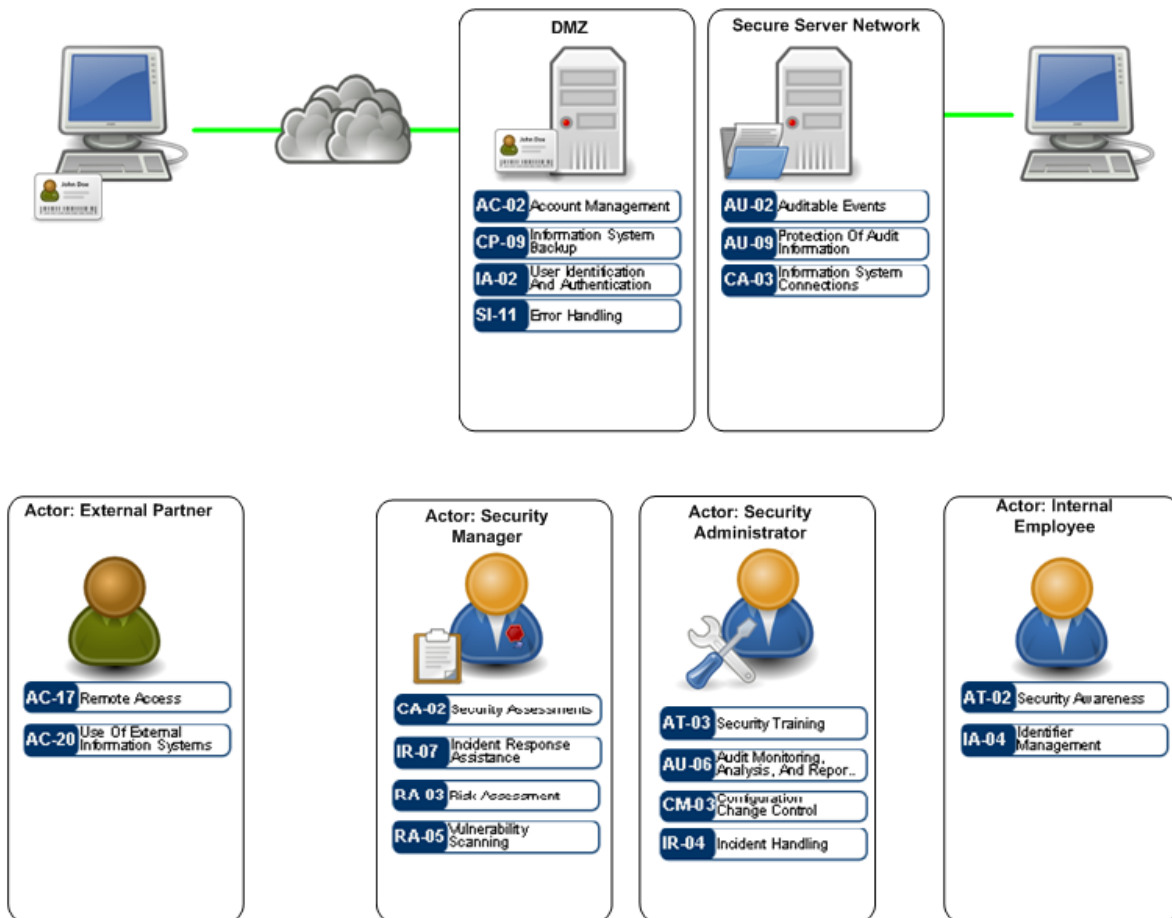 DMZ
Secure Server Network
John Doe
John Doe
AC-02 Account Management
CP-09 Information System
Backup
IA-02 User Identification
And Authentication
SI-11 Error Handling
AU-02 Auditable Events
AU-09 Protection Of Audit
Information
CA-03 Information System
Connections
Actor: External Partner
AC-17 Remote Access
AC-20 Use Of External
Information Systems
Actor: Security
Manager
CA-02 Security Assessments
IR-07 Incident Response
Assistance
RA-03 Risk Assessment
RA-05 Vulnerability
Scanning
Actor: Security
Administrator
AT-03 Security Training
AU-06 Audit Monitoring,
Analysis, And Repor..
CM-03 Configuration
Change Control
IR-04 Incident Handling
Actor: Internal
Employee
AT-02 Security Awareness
IA-04 Identifier
Management